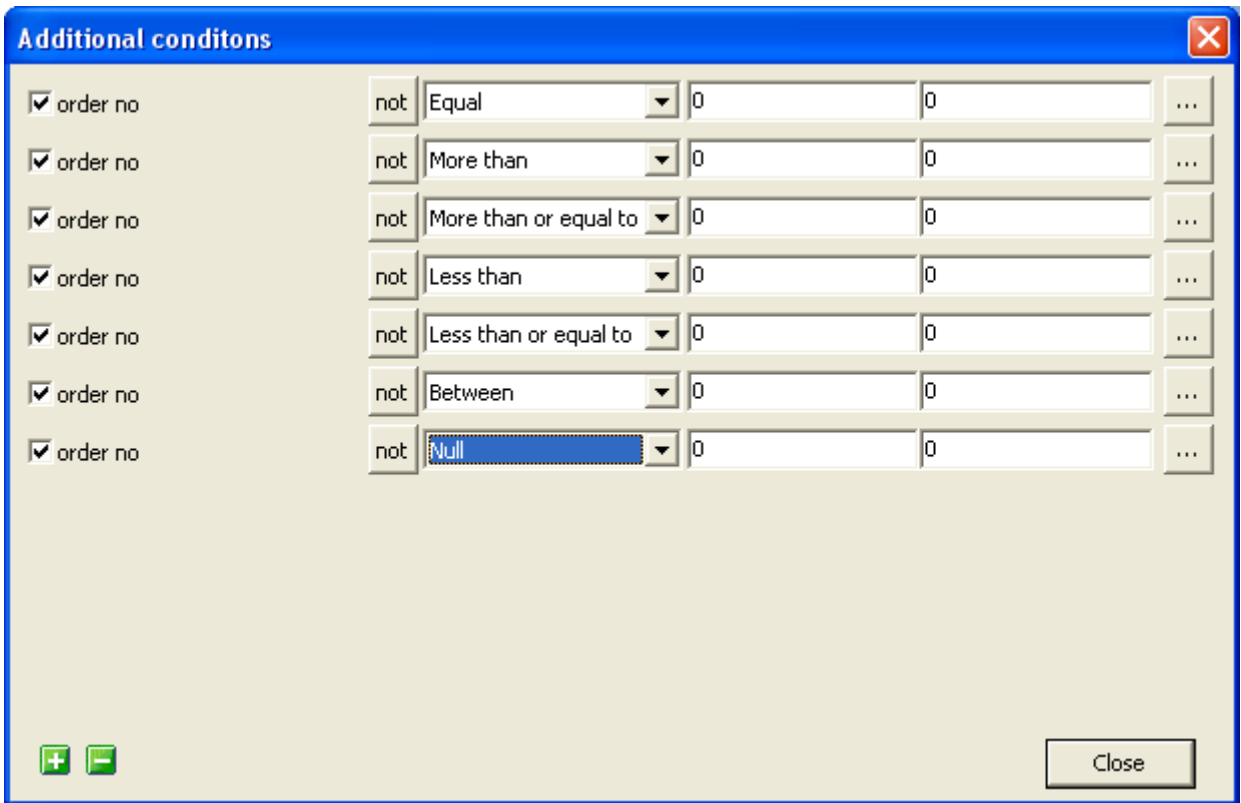 Additional conditons
order no not Equal 0 0 ...
order no not More than 0 0 ...
order no not More than or equal to 0 0 ...
order no not Less than 0 0 ...
order no not Less than or equal to 0 0 ...
order no not Between 0 0 ...
order no not Null 0 0 ...
Close